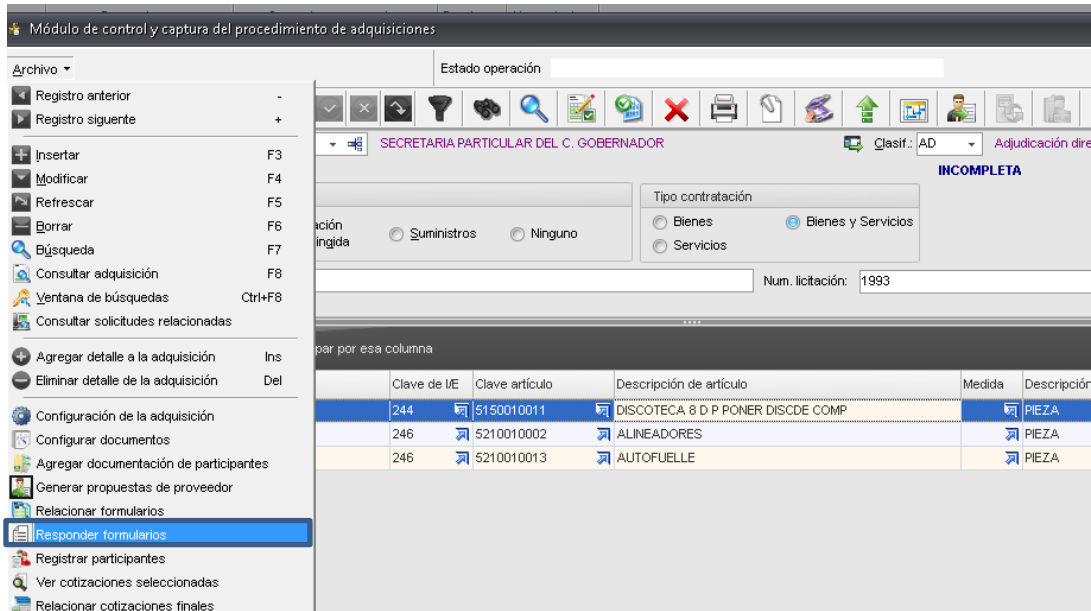 Módulo de control y captura del procedimiento de adquisiciones
Archivo
Estado operación
Registro anterior -
Registro siguente +
Insertar F3
Modificar F4
Refrescar F5
Borrar F6
Búsqueda F7
Consultar adquisición F8
Ventana de búsquedas Ctrl+F8
Consultar solicitudes relacionadas
Agregar detalle a la adquisición Ins
Eliminar detalle de la adquisición Del
Configuración de la adquisición
Configurar documentos
Agregar documentación de participantes
Generar propuestas de proveedor
Relacionar formularios
Responder formularios
Registrar participantes
Ver cotizaciones seleccionadas
Relacionar cotizaciones finales
SECRETARIA PARTICULAR DEL C. GOBERNADOR
Clasif.: AD
Adjudicación dire
INCOMPLETA
ación
ingida
Suministros
Ninguno
Tipo contratación
Bienes
Bienes y Servicios
Servicios
Num. licitación: 1993
par por esa columna
Clave de I/E Clave artículo Descripción de artículo Medida Descripción
244 5150010011 DISCOTECA 8 D P PONER DISCDE COMP PIEZA
246 5210010002 ALINEADORES PIEZA
246 5210010013 AUTOFUELLE PIEZA